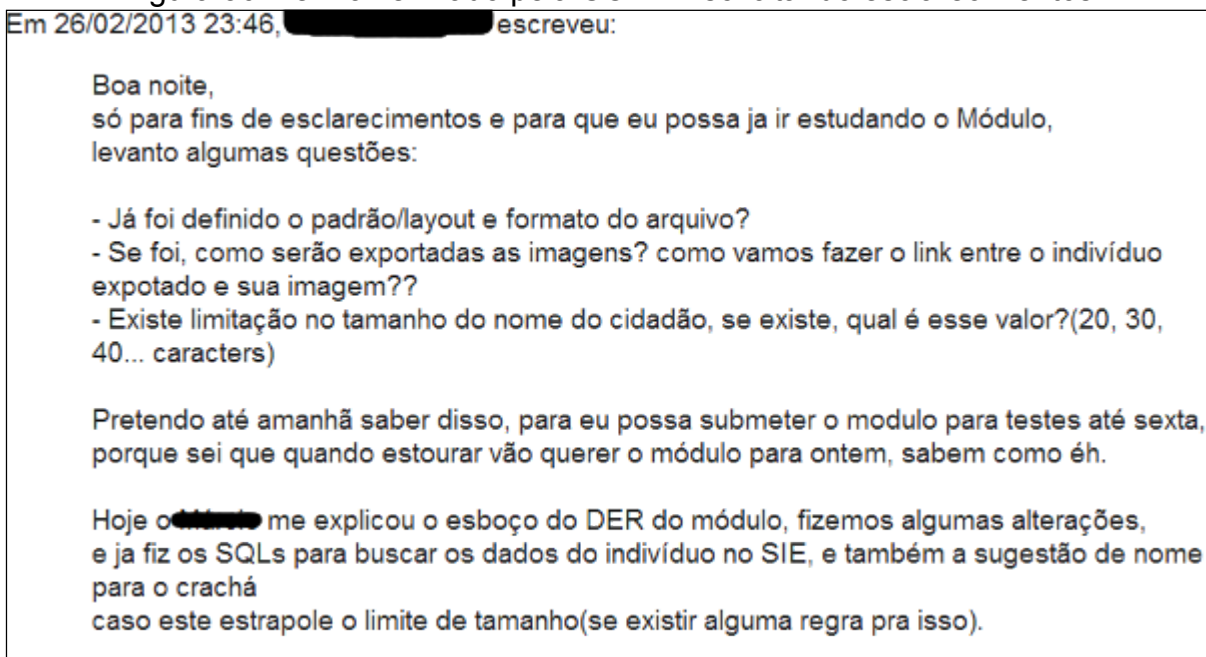 Em 26/02/2013 23:46, escreveu:
Boa noite,
só para fins de esclarecimentos e para que eu possa ja ir estudando o Módulo,
levanto algumas questões:
- Já foi definido o padrão/layout e formato do arquivo?
- Se foi, como serão exportadas as imagens? como vamos fazer o link entre o indivíduo
expotado e sua imagem??
- Existe limitação no tamanho do nome do cidadão, se existe, qual é esse valor?(20, 30,
40... caracters)
Pretendo até amanhã saber disso, para eu possa submeter o modulo para testes até sexta,
porque sei que quando estourar vão querer o módulo para ontem, sabem como éh.
Hoje o me explicou o esboço do DER do módulo, fizemos algumas alterações,
e ja fiz os SQLs para buscar os dados do indivíduo no SIE, e também a sugestão de nome
para o crachá
caso este estrapole o limite de tamanho(se existir alguma regra pra isso).